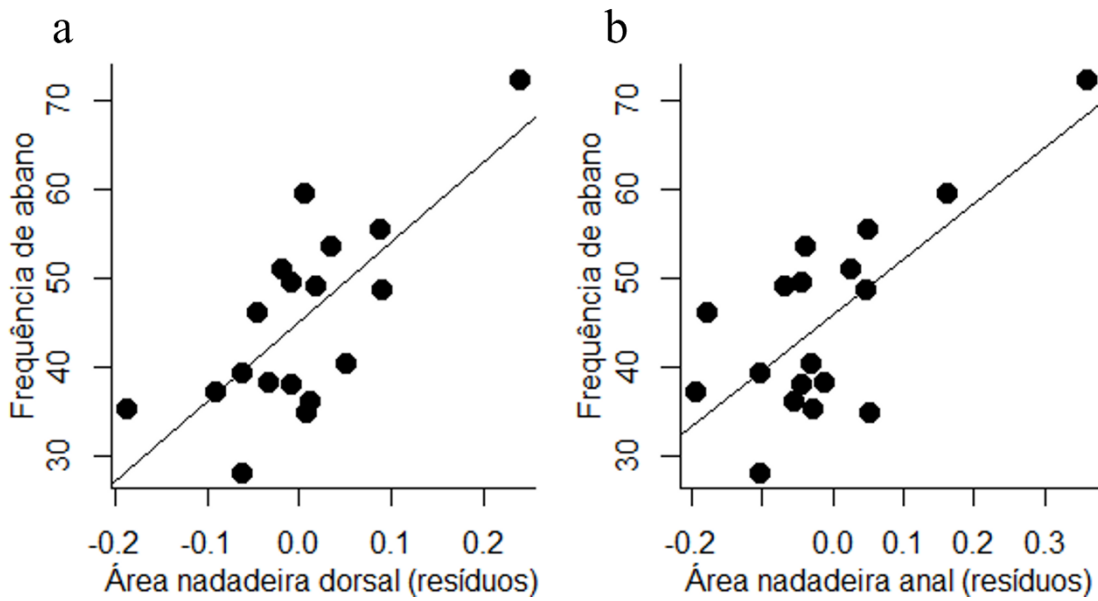 a
b
Frequência de abano
70
60
50
40
30
-0.2 -0.1 0.0 0.1 0.2
Área nadadeira dorsal (resíduos)
Frequência de abano
70
60
50
40
30
-0.2 0.0 0.1 0.2 0.3
Área nadadeira anal (resíduos)